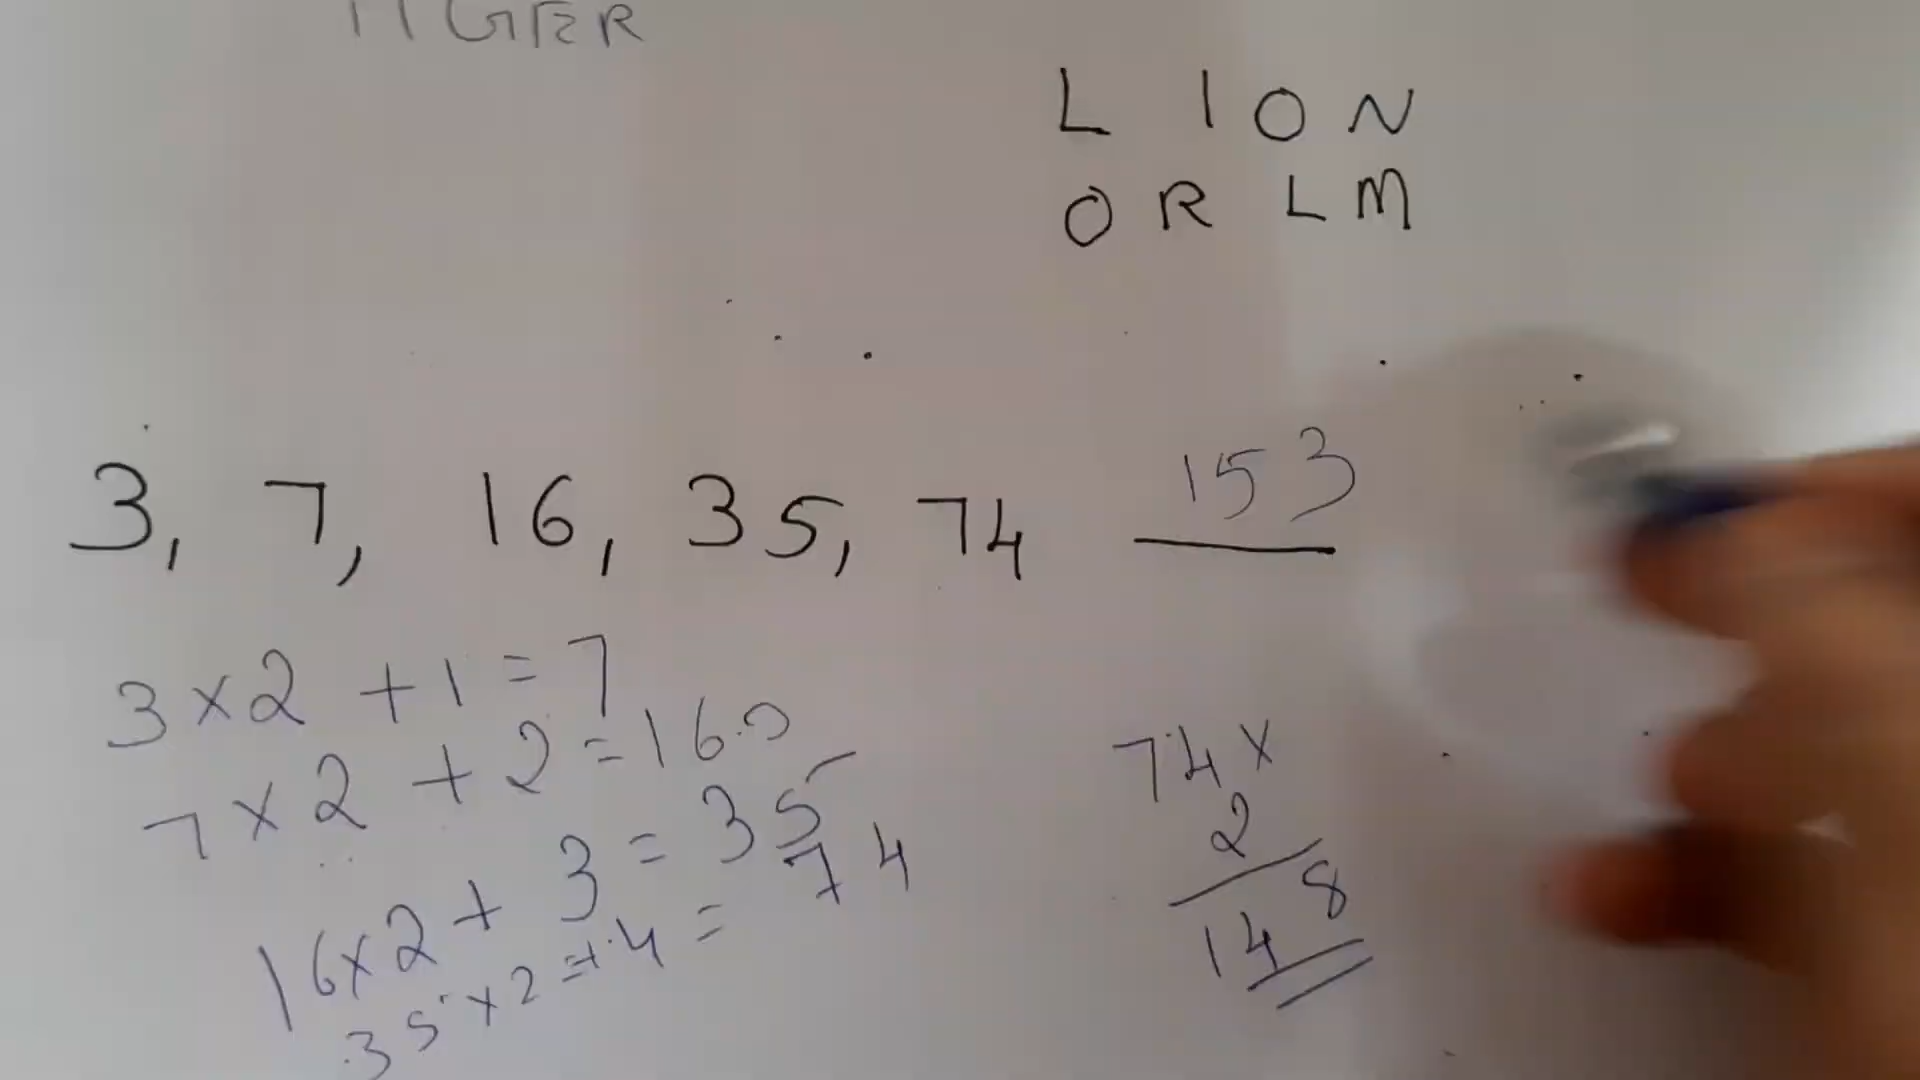 TIGER
L I O N
O R L M
3, 7, 16, 35, 74 153
3×2 +1=7
7×2 +2=16
16×2+ 3=35
35×2=+4= 74
74×
2
148